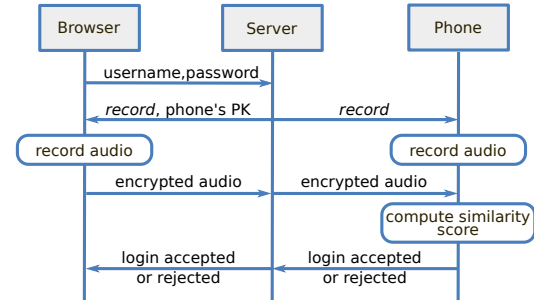 Browser Server Phone
username,password
record, phone's PK record
record audio record audio
encrypted audio encrypted audio
compute similarity
score
login accepted login accepted
or rejected or rejected